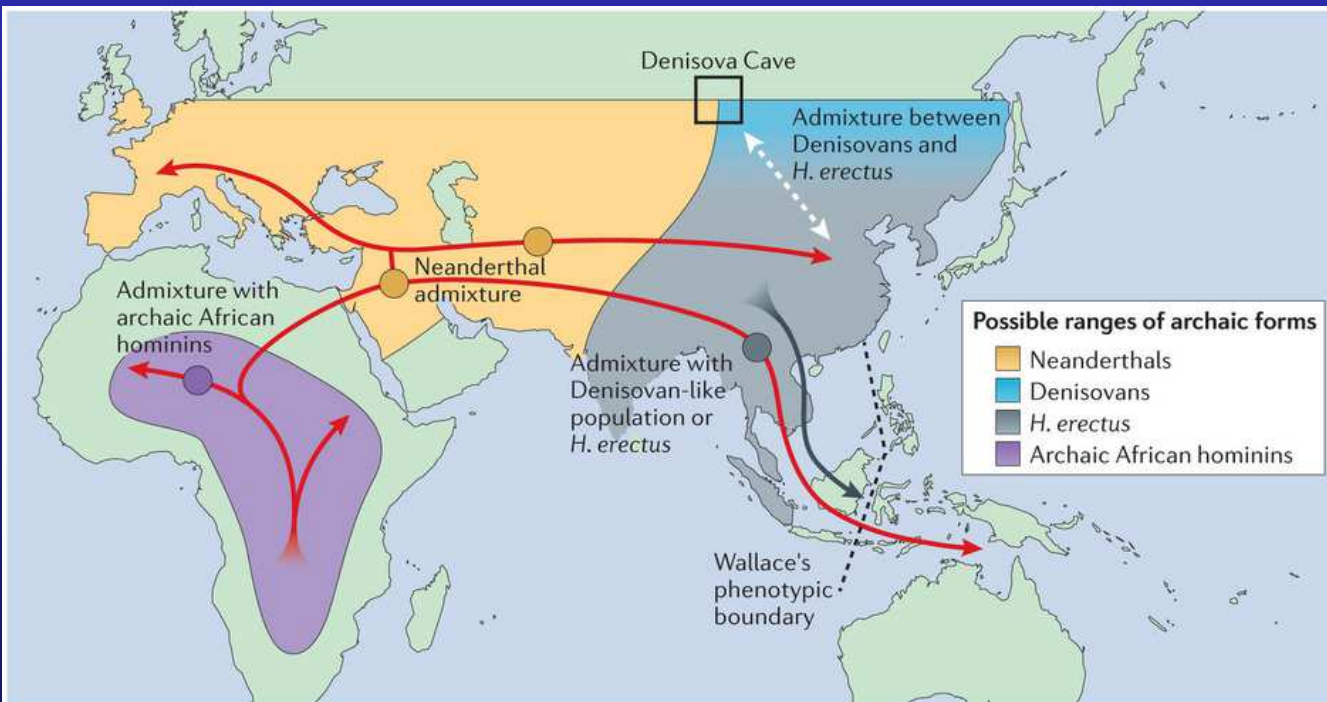 Denisova Cave
Admixture between
Denisovans and
H. erectus
Neanderthal
admixture
Admixture with
archaic African
hominins
Admixture with
Denisovan-like
population or
H. erectus
Wallace's
phenotypic
boundary
Possible ranges of archaic forms
Neanderthals
Denisovans
H. erectus
Archaic African hominins